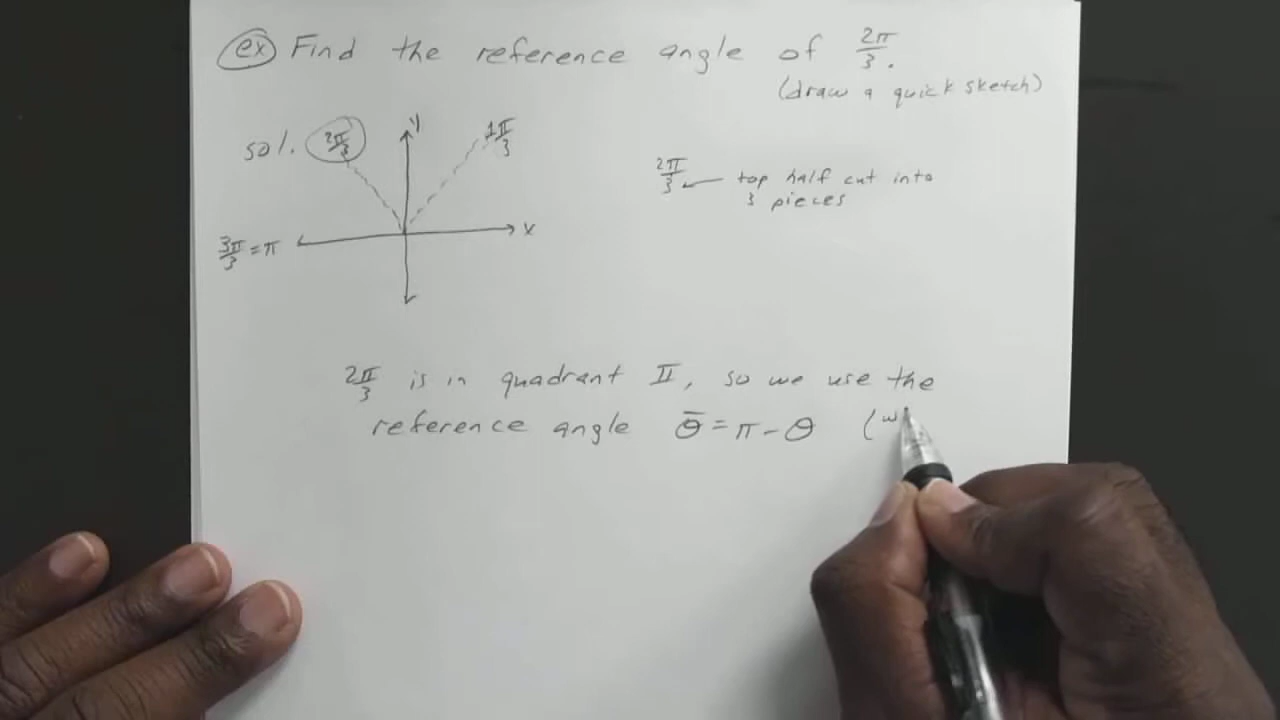 ex Find the reference angle of 2π/3.
(draw a quick sketch)
sol. 2π/3 y 1π/3
2π/3 ← top half cut into
3 pieces
x
3π/3 = π
2π/3 is in quadrant II, so we use the
reference angle θ̄ = π - θ (w